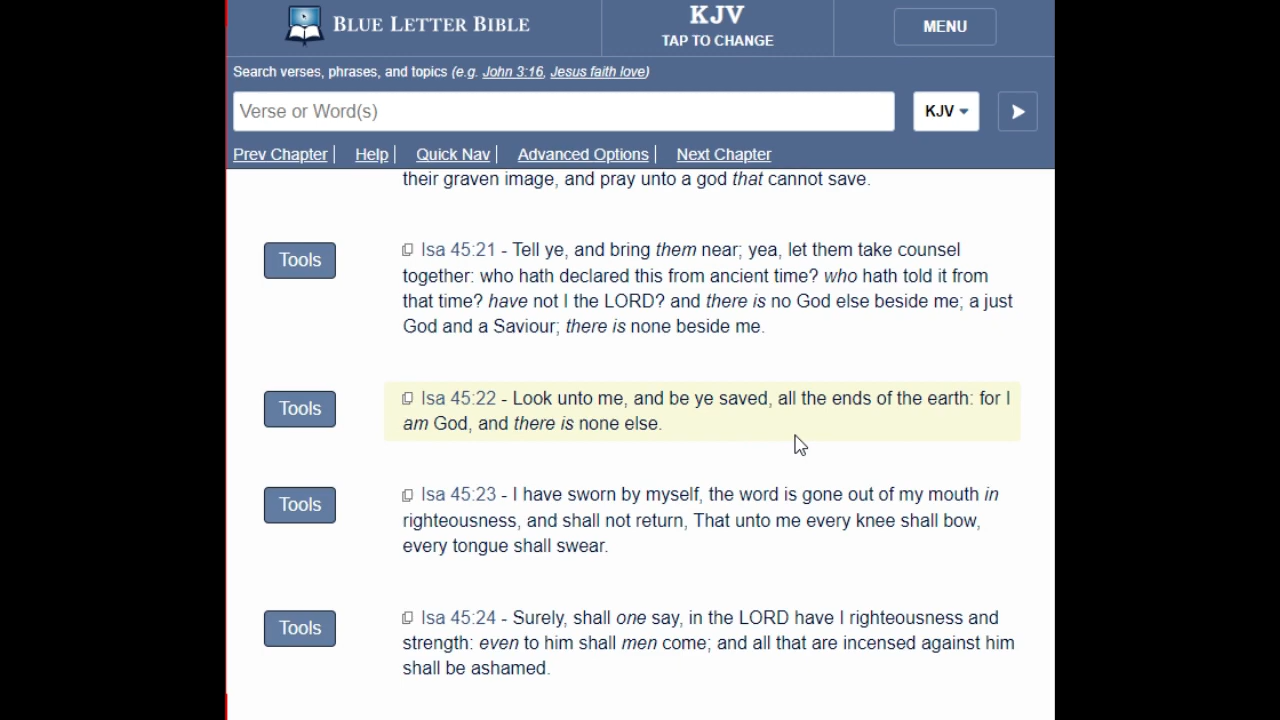 BLUE LETTER BIBLE
KJV
TAP TO CHANGE
MENU
Search verses, phrases, and topics (e.g. John 3:16, Jesus faith love)
Verse or Word(s)
KJV
Prev Chapter | Help | Quick Nav | Advanced Options | Next Chapter
their graven image, and pray unto a god that cannot save.
Tools
Isa 45:21 - Tell ye, and bring them near; yea, let them take counsel
together: who hath declared this from ancient time? who hath told it from
that time? have not I the LORD? and there is no God else beside me; a just
God and a Saviour; there is none beside me.
Tools
Isa 45:22 - Look unto me, and be ye saved, all the ends of the earth: for I
am God, and there is none else.
Tools
Isa 45:23 - I have sworn by myself, the word is gone out of my mouth in
righteousness, and shall not return, That unto me every knee shall bow,
every tongue shall swear.
Tools
Isa 45:24 - Surely, shall one say, in the LORD have I righteousness and
strength: even to him shall men come; and all that are incensed against him
shall be ashamed.